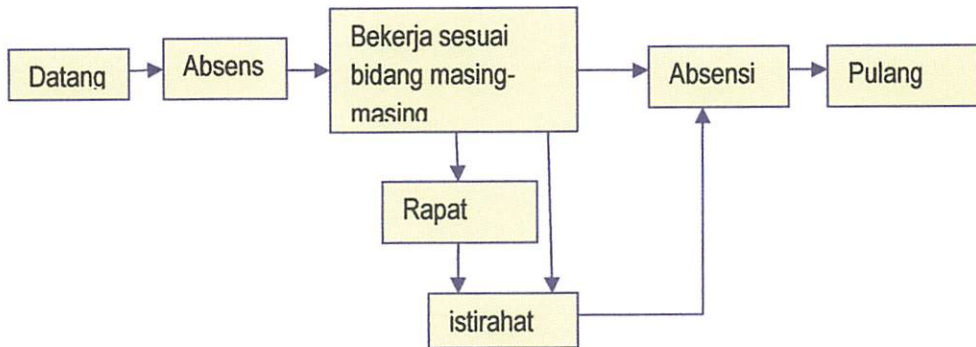 Datang
Absens
Bekerja sesuai
bidang masing-
masing
Absensi
Pulang
Rapat
istirahat